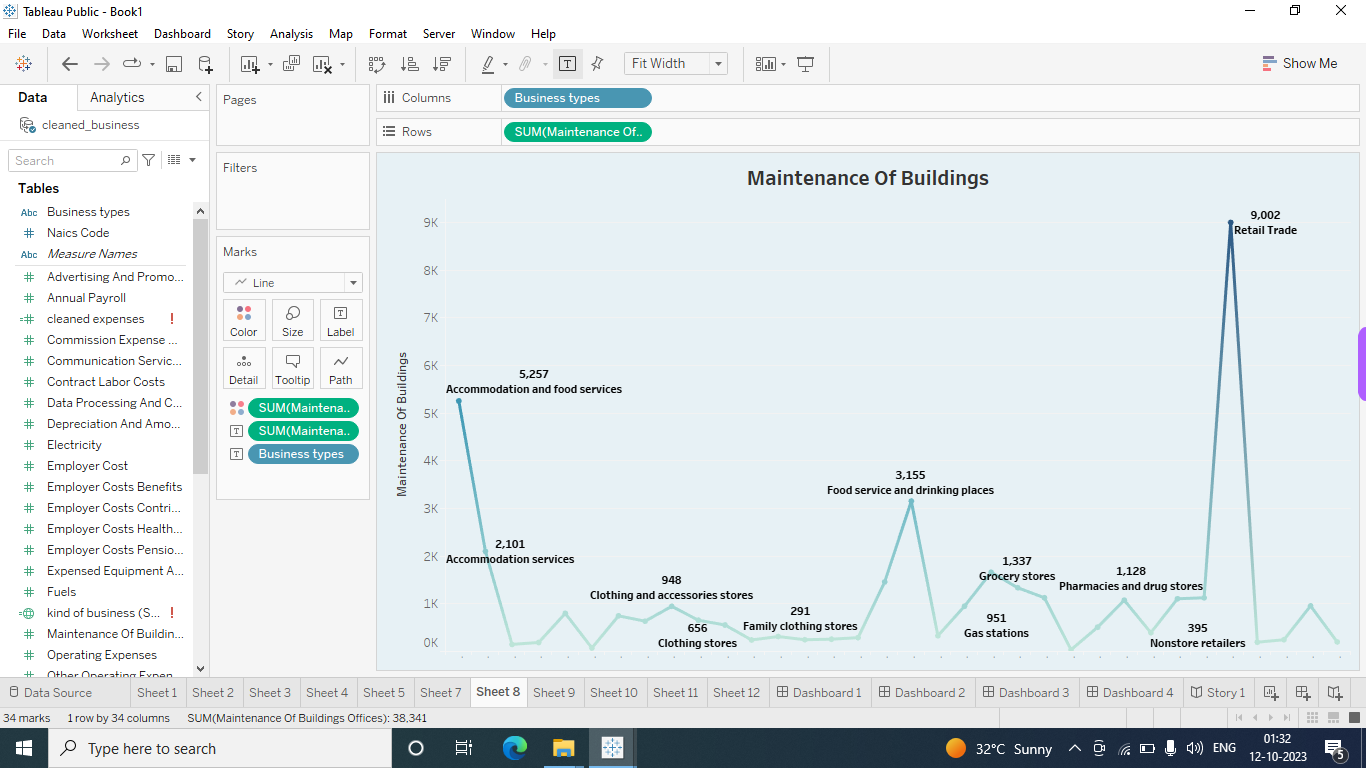 Tableau Public - Book1
File Data Worksheet Dashboard Story Analysis Map Format Server Window Help
Fit Width
Show Me
Data Analytics
cleaned_business
Search
Tables
Abc Business types
# Naics Code
Abc Measure Names
# Advertising And Promo...
# Annual Payroll
=# cleaned expenses !
# Commission Expense ...
# Communication Servic...
# Contract Labor Costs
# Data Processing And C...
# Depreciation And Amo...
# Electricity
# Employer Cost
# Employer Costs Benefits
# Employer Costs Contri...
# Employer Costs Health...
# Employer Costs Pensio...
# Expensed Equipment A...
# Fuels
kind of business (S... !
# Maintenance Of Buildin...
# Operating Expenses
# Other Operating Expen...
Pages
Filters
Marks
Line
Color Size Label
Detail Tooltip Path
SUM(Maintena..
SUM(Maintena..
Business types
Columns Business types
Rows SUM(Maintenance Of..
Maintenance Of Buildings
Maintenance Of Buildings
9K
8K
7K
6K
5K
4K
3K
2K
1K
0K
5,257
Accommodation and food services
2,101
Accommodation services
948
Clothing and accessories stores
656
Clothing stores
291
Family clothing stores
3,155
Food service and drinking places
951
Gas stations
1,337
Grocery stores
1,128
Pharmacies and drug stores
395
Nonstore retailers
9,002
Retail Trade
Data Source Sheet 1 Sheet 2 Sheet 3 Sheet 4 Sheet 5 Sheet 7 Sheet 8 Sheet 9 Sheet 10 Sheet 11 Sheet 12 Dashboard 1 Dashboard 2 Dashboard 3 Dashboard 4 Story 1
34 marks 1 row by 34 columns SUM(Maintenance Of Buildings Offices): 38,341
Type here to search
32°C Sunny
ENG
01:32
12-10-2023
5